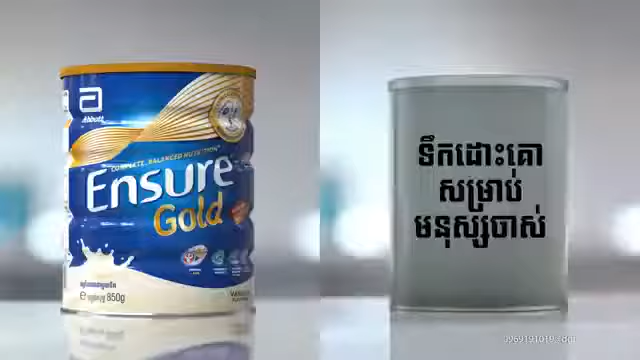 Abbott
COMPLETE, BALANCED NUTRITION
Ensure
Gold
850g
ទឹកដោះគោ
សម្រាប់
មនុស្សចាស់